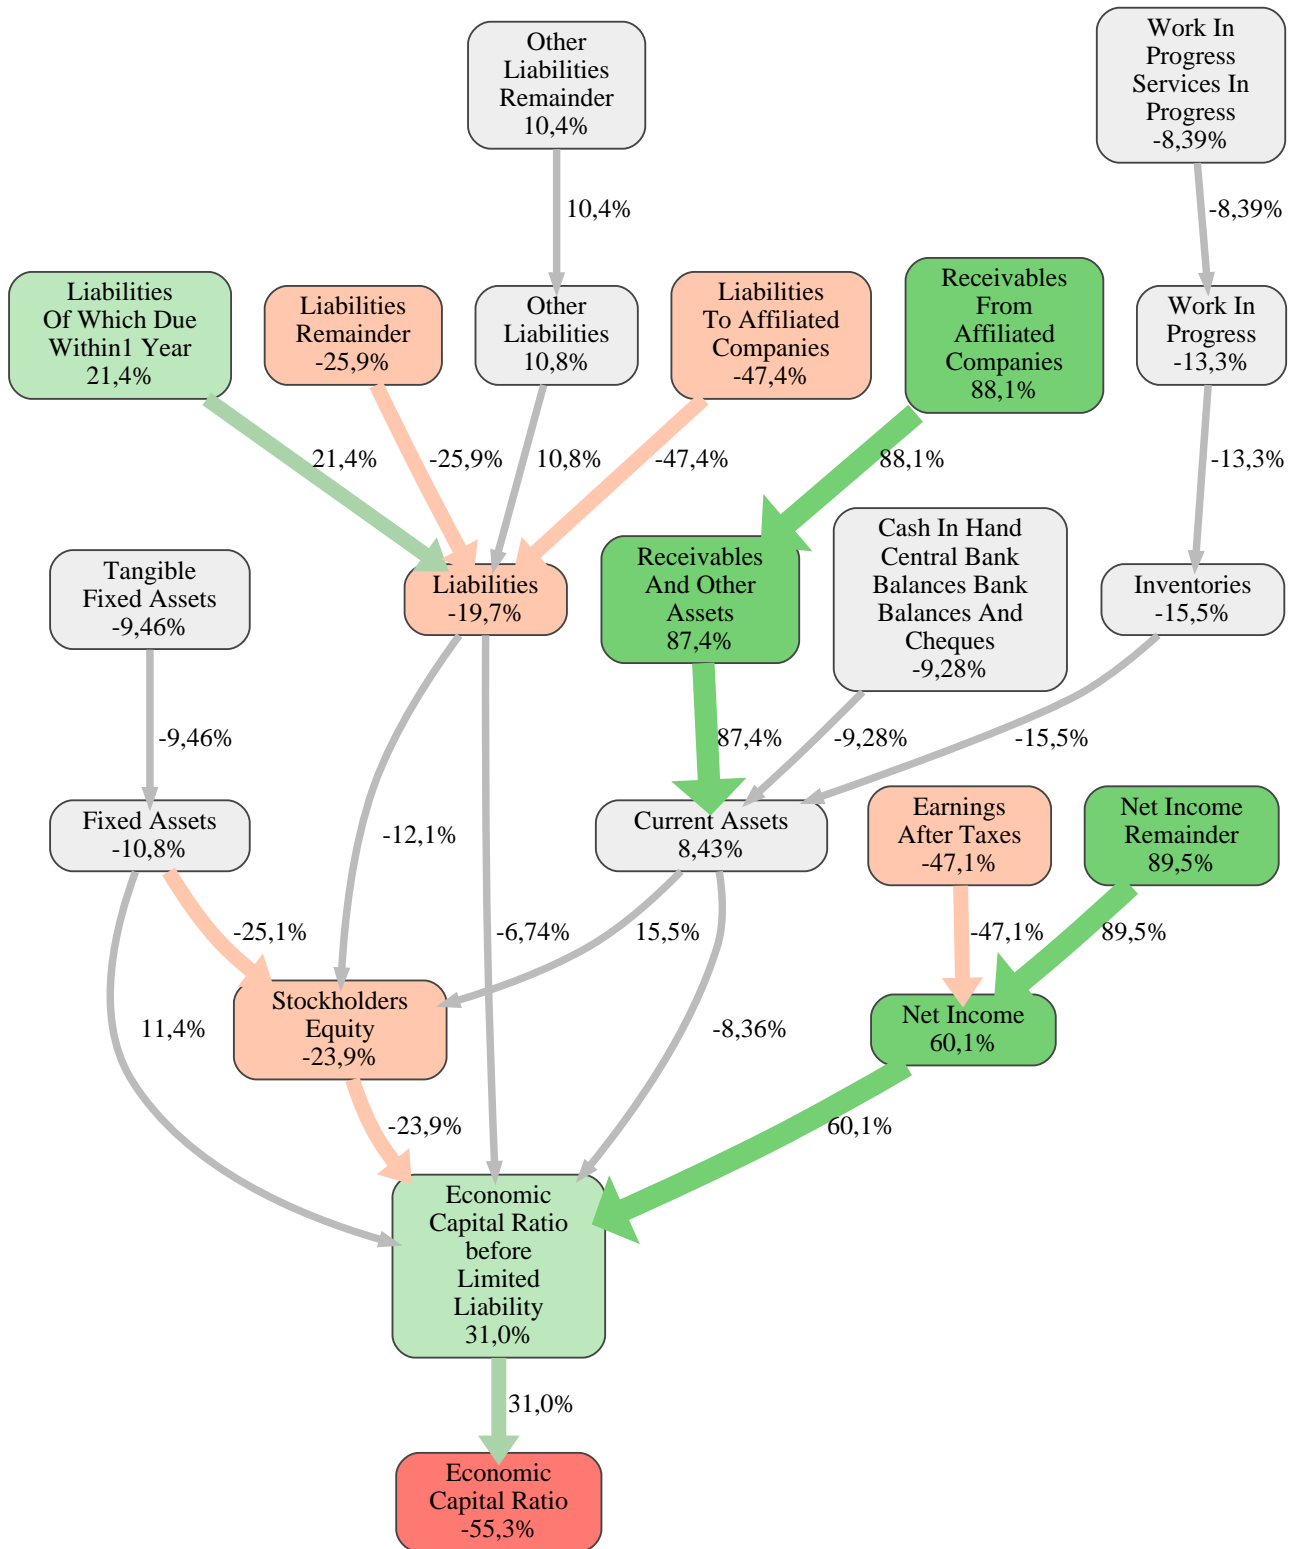 Other
Liabilities
Remainder
10,4%
Work In
Progress
Services In
Progress
-8,39%
10,4%
-8,39%
Liabilities
Of Which Due
Within1 Year
21,4%
Liabilities
Remainder
-25,9%
Other
Liabilities
10,8%
Liabilities
To Affiliated
Companies
-47,4%
Receivables
From
Affiliated
Companies
88,1%
Work In
Progress
-13,3%
21,4%
-25,9%
10,8%
-47,4%
88,1%
-13,3%
Tangible
Fixed Assets
-9,46%
Liabilities
-19,7%
Receivables
And Other
Assets
87,4%
Cash In Hand
Central Bank
Balances Bank
Balances And
Cheques
-9,28%
Inventories
-15,5%
-9,46%
87,4%
-9,28%
-15,5%
Fixed Assets
-10,8%
-12,1%
Current Assets
8,43%
Earnings
After Taxes
-47,1%
Net Income
Remainder
89,5%
-25,1%
-6,74%
15,5%
-47,1%
89,5%
11,4%
Stockholders
Equity
-23,9%
-8,36%
Net Income
60,1%
-23,9%
60,1%
Economic
Capital Ratio
before
Limited
Liability
31,0%
31,0%
Economic
Capital Ratio
-55,3%